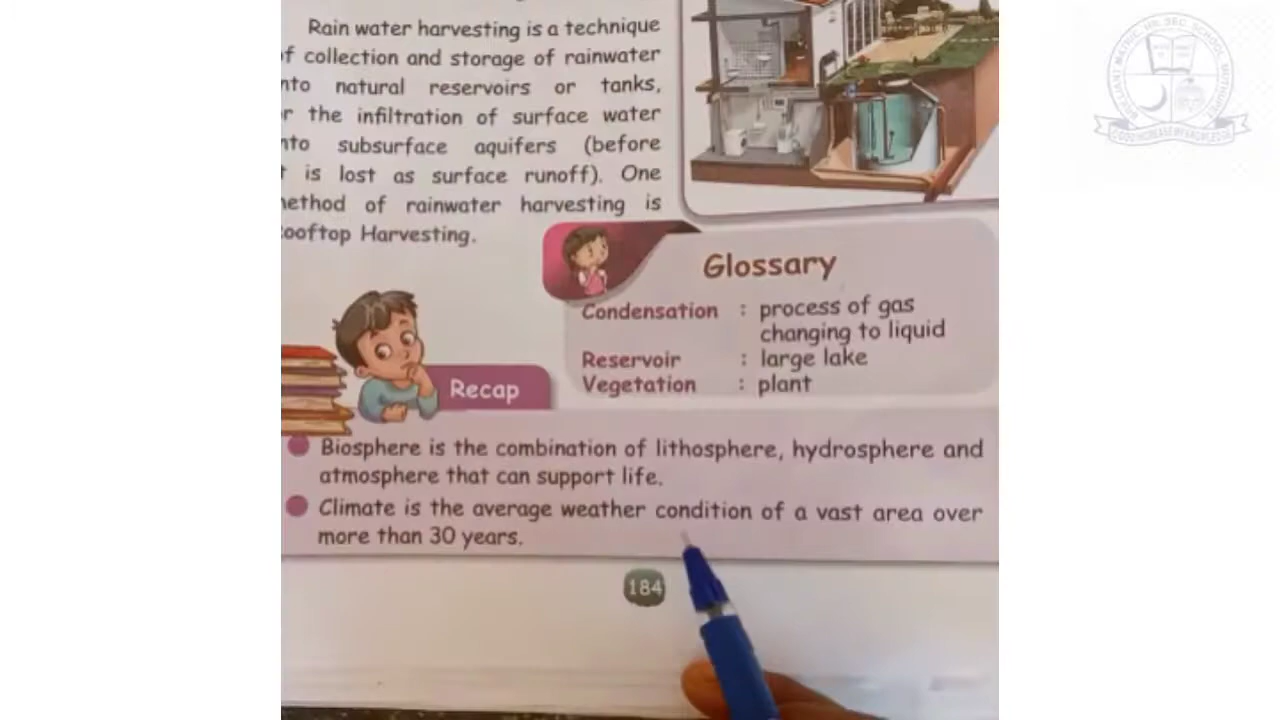 Rain water harvesting is a technique
of collection and storage of rainwater
nto natural reservoirs or tanks,
r the infiltration of surface water
nto subsurface aquifers (before
t is lost as surface runoff). One
nethod of rainwater harvesting is
rooftop Harvesting.
Glossary
Condensation : process of gas
changing to liquid
Reservoir : large lake
Vegetation : plant
Recap
Biosphere is the combination of lithosphere, hydrosphere and
atmosphere that can support life.
Climate is the average weather condition of a vast area over
more than 30 years.
184